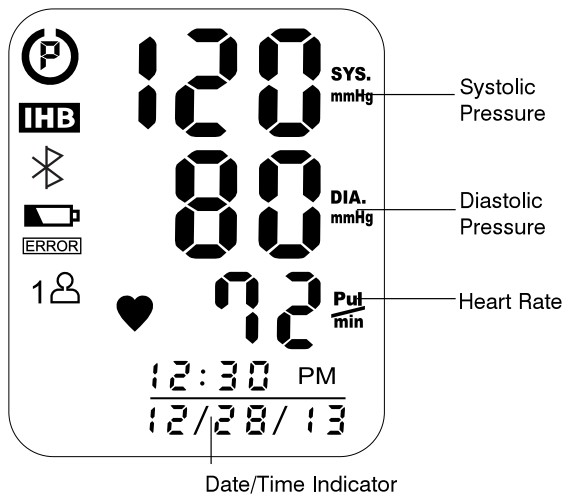 P
120 SYS. mmHg
Systolic Pressure
IHB
80 DIA. mmHg
Diastolic Pressure
ERROR
1
72 Pul/min
Heart Rate
12:30 PM
12/28/13
Date/Time Indicator